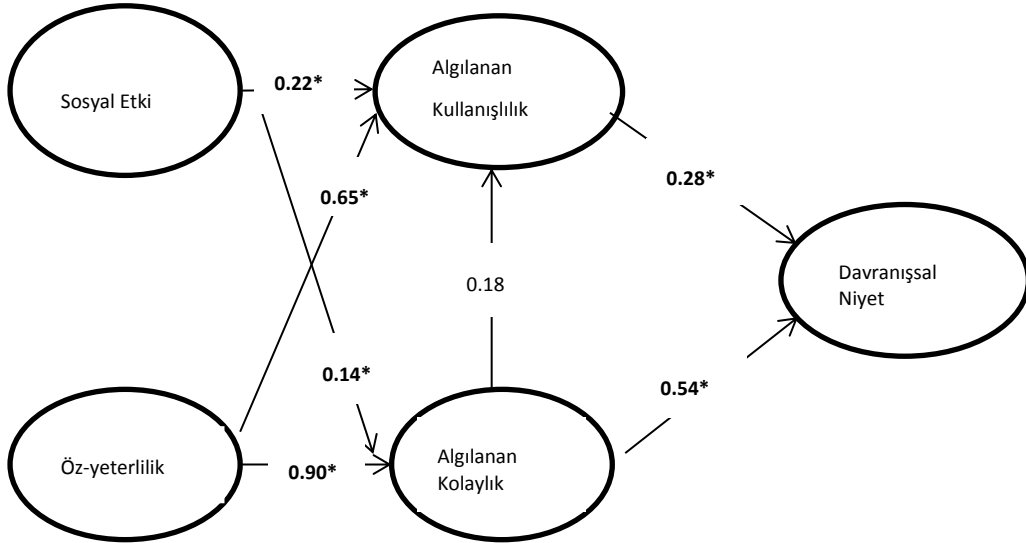 Sosyal Etki
0.22*
Algılanan
Kullanışlılık
0.65*
0.28*
0.18
Davranışsal
Niyet
0.14*
0.54*
Öz-yeterlilik
0.90*
Algılanan
Kolaylık